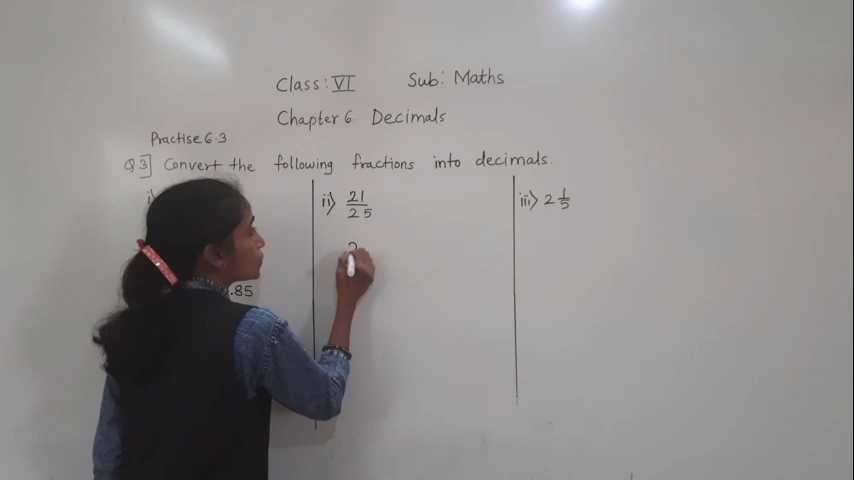 Class: VI Sub: Maths
Chapter 6. Decimals
Practise 6.3
Q.3] Convert the following fractions into decimals.
i)
ii) 21/25
iii) 2 1/5
2
.85